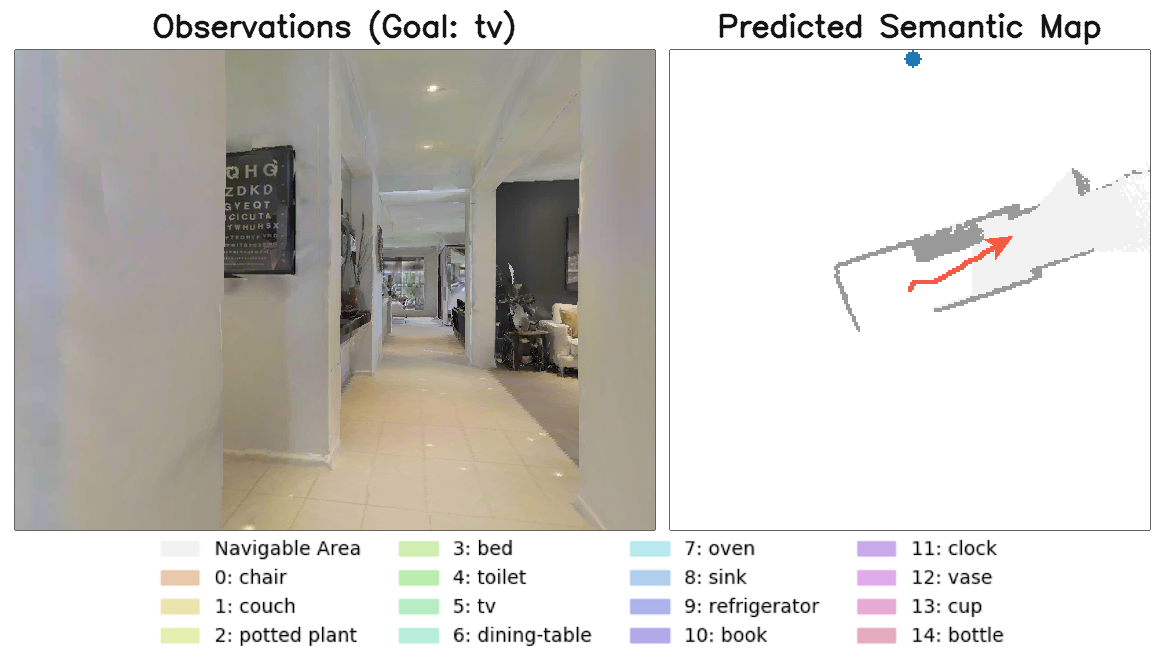 Observations (Goal: tv)
Predicted Semantic Map
QHG
ZDKD
GYEQT
Navigable Area
0: chair
1: couch
2: potted plant
3: bed
4: toilet
5: tv
6: dining-table
7: oven
8: sink
9: refrigerator
10: book
11: clock
12: vase
13: cup
14: bottle